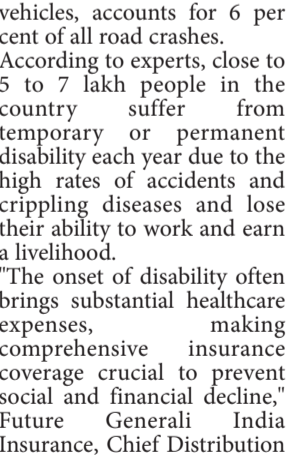 vehicles, accounts for 6 per
cent of all road crashes.
According to experts, close to
5 to 7 lakh people in the
country suffer from
temporary or permanent
disability each year due to the
high rates of accidents and
crippling diseases and lose
their ability to work and earn
a livelihood.
"The onset of disability often
brings substantial healthcare
expenses, making
comprehensive insurance
coverage crucial to prevent
social and financial decline,"
Future Generali India
Insurance, Chief Distribution